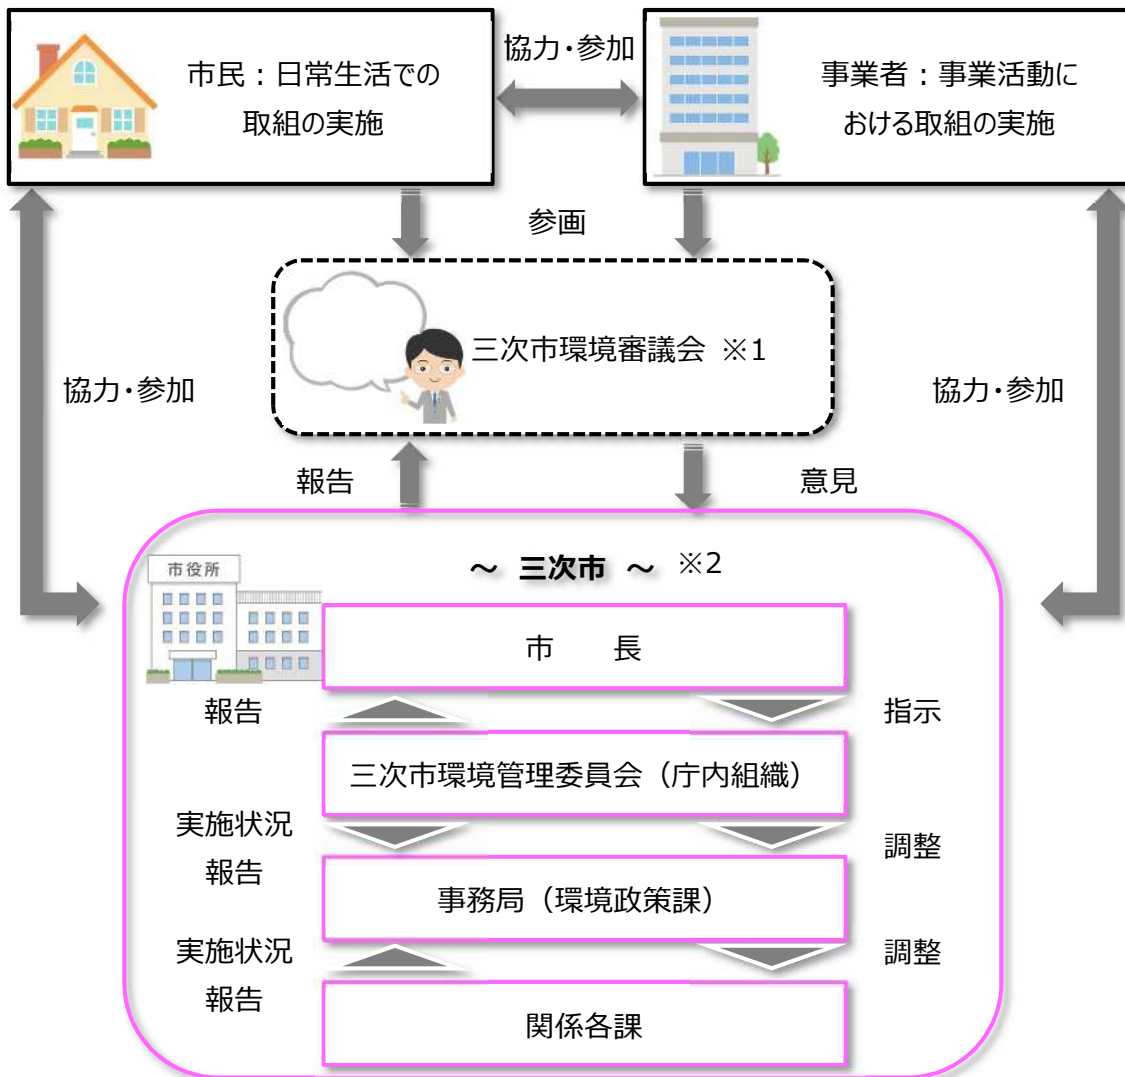 市民：日常生活での
取組の実施
協力・参加
事業者：事業活動に
おける取組の実施
参画
三次市環境審議会 ※1
協力・参加
協力・参加
報告
意見
市役所
～ 三次市 ～ ※2
市　長
報告
指示
三次市環境管理委員会（庁内組織）
実施状況
報告
調整
事務局（環境政策課）
実施状況
報告
調整
関係各課